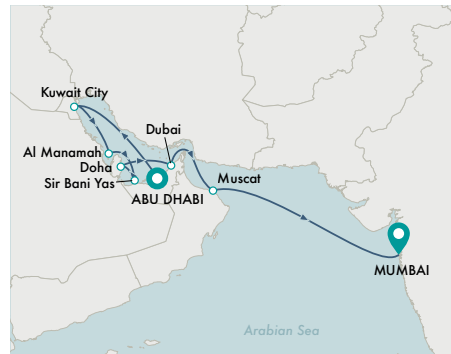 Kuwait City
Dubai
Al Manamah
Doha
Sir Bani Yas
Muscat
ABU DHABI
MUMBAI
Arabian Sea